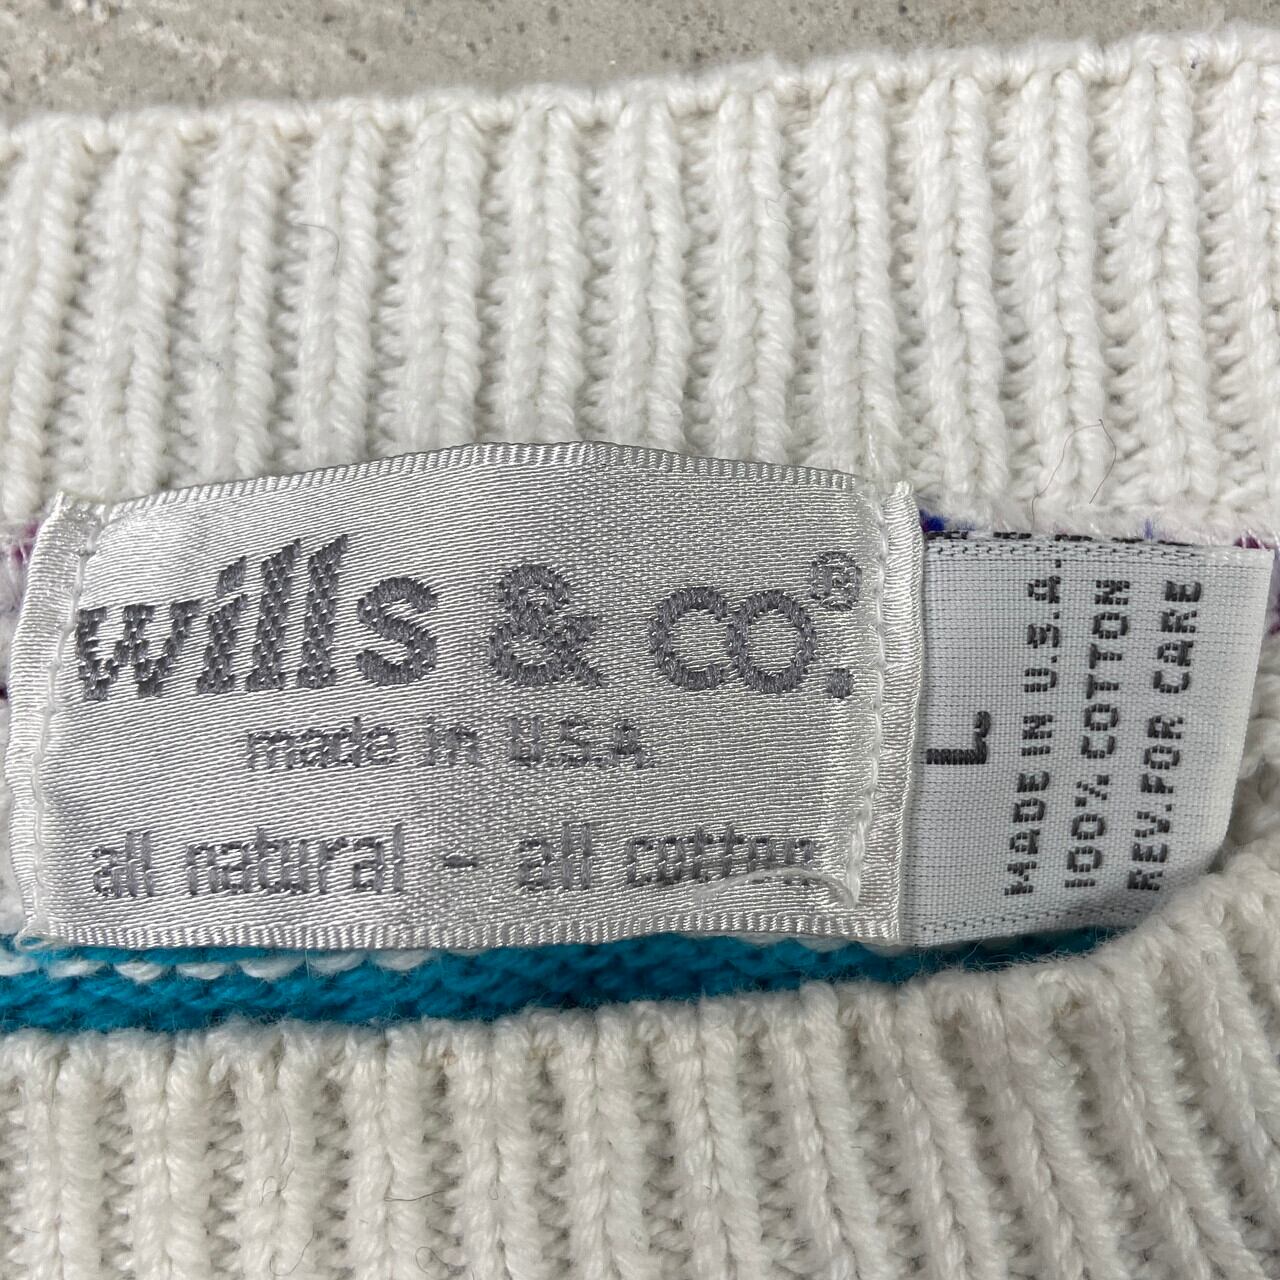 wills & co.®
made in U.S.A.
all natural - all cotton
L
MADE IN U.S.A.
100% COTTON
REV.FOR CARE